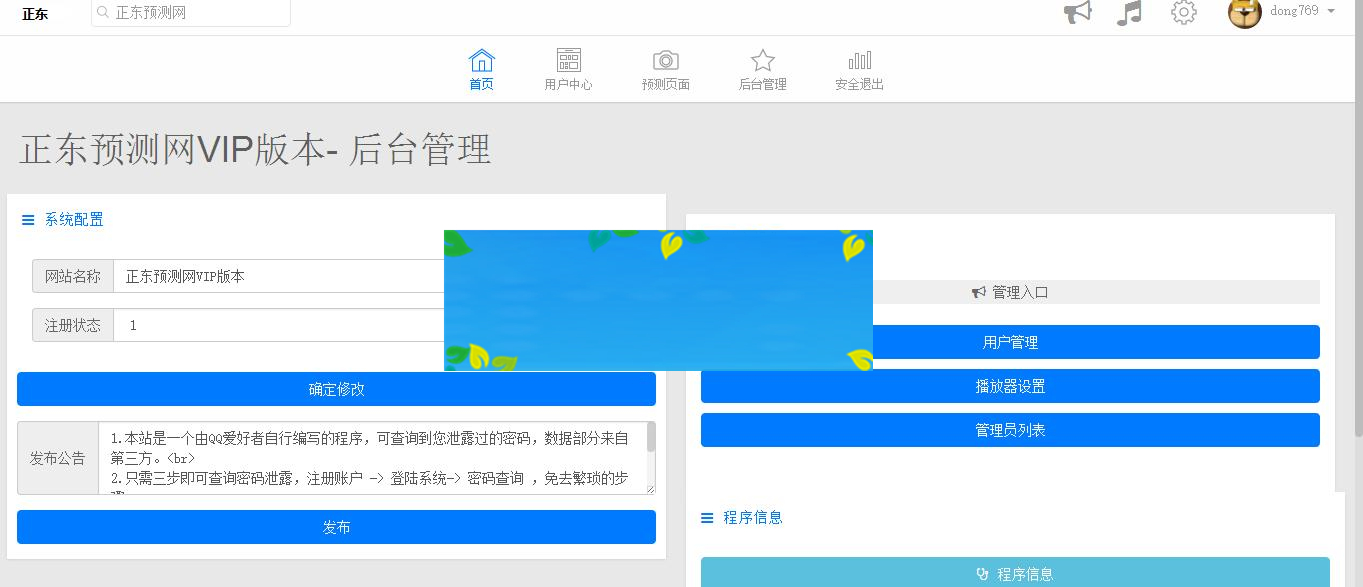 正东
正东预测网
dong769
首页
用户中心
预测页面
后台管理
安全退出
正东预测网VIP版本- 后台管理
系统配置
网站名称
正东预测网VIP版本
注册状态
1
确定修改
发布公告
1.本站是一个由QQ爱好者自行编写的程序，可查询到您泄露过的密码，数据部分来自
第三方。<br>
2.只需三步即可查询密码泄露，注册账户 -> 登陆系统-> 密码查询 ，免去繁琐的步
发布
管理入口
用户管理
播放器设置
管理员列表
程序信息
程序信息